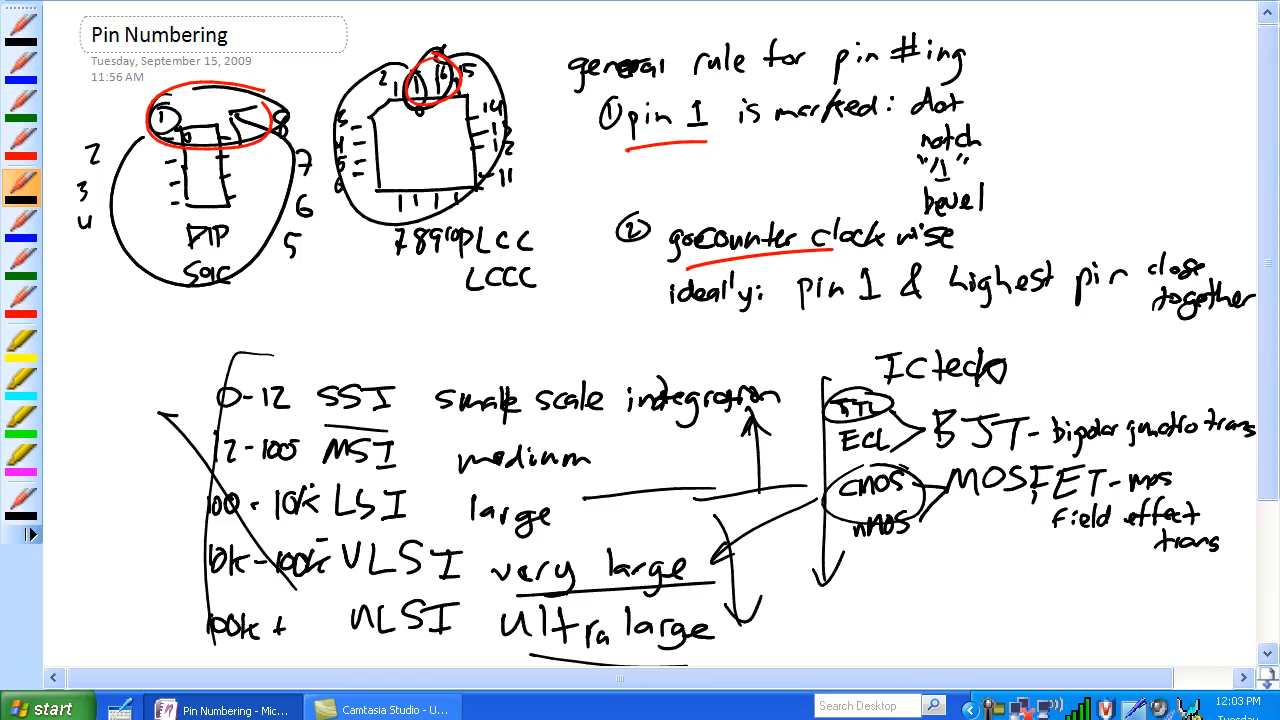 Pin Numbering
Tuesday, September 15, 2009
11:56 AM
1 8
2 7
3 6
4 5
DIP
SOIC
2 1 16 15
3 14
4 13
5 12
6 11
7 8 9 10 PLCC
LCCC
general rule for pin #ing
① pin 1 is marked: dot
notch
"1"
bevel
② go counter clockwise
ideally: pin 1 & highest pin close
together
0-12 SSI small scale integration
12-100 MSI medium
100 - 10k LSI large
10k-100k VLSI very large
100k+ ULSI ultra large
IC tech
TTL
ECL BJT - bipolar trans
CMOS MOSFET - mos
nMOS field effect
trans
start
Pin Numbering - Mic...
Camtasia Studio - U...
Search Desktop
12:03 PM
Tuesday